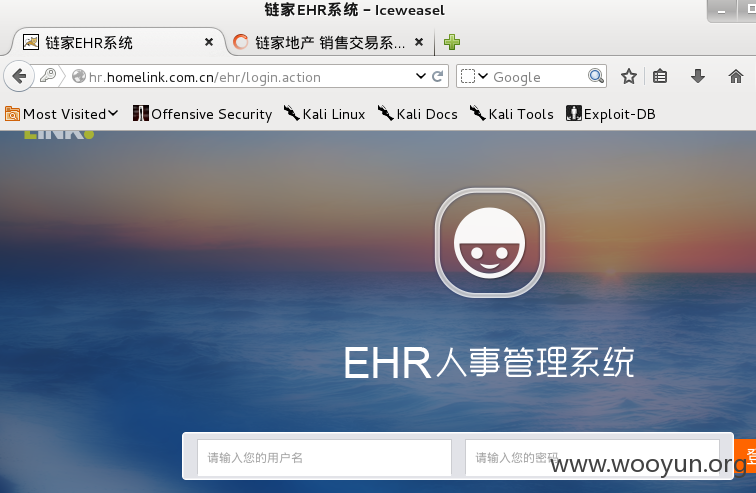 链家EHR系统 - Iceweasel
链家EHR系统 链家地产 销售交易系...
hr.homelink.com.cn/ehr/login.action Google
Most Visited Offensive Security Kali Linux Kali Docs Kali Tools Exploit-DB
LINK.
EHR人事管理系统
请输入您的用户名 请输入您的密码
www.wooyun.org